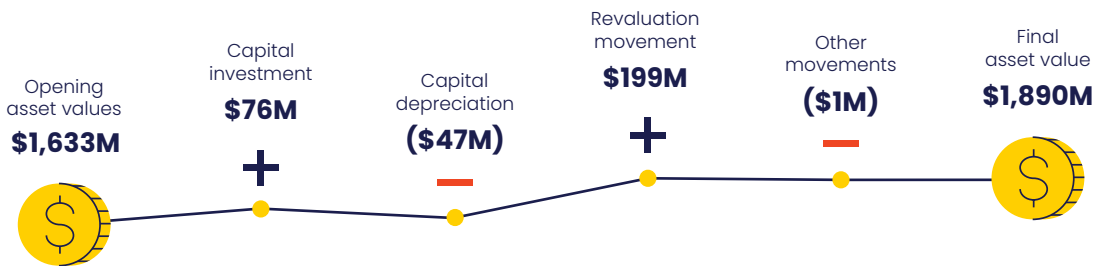 Opening
asset values
$1,633M
Capital
investment
$76M
Capital
depreciation
($47M)
Revaluation
movement
$199M
Other
movements
($1M)
Final
asset value
$1,890M